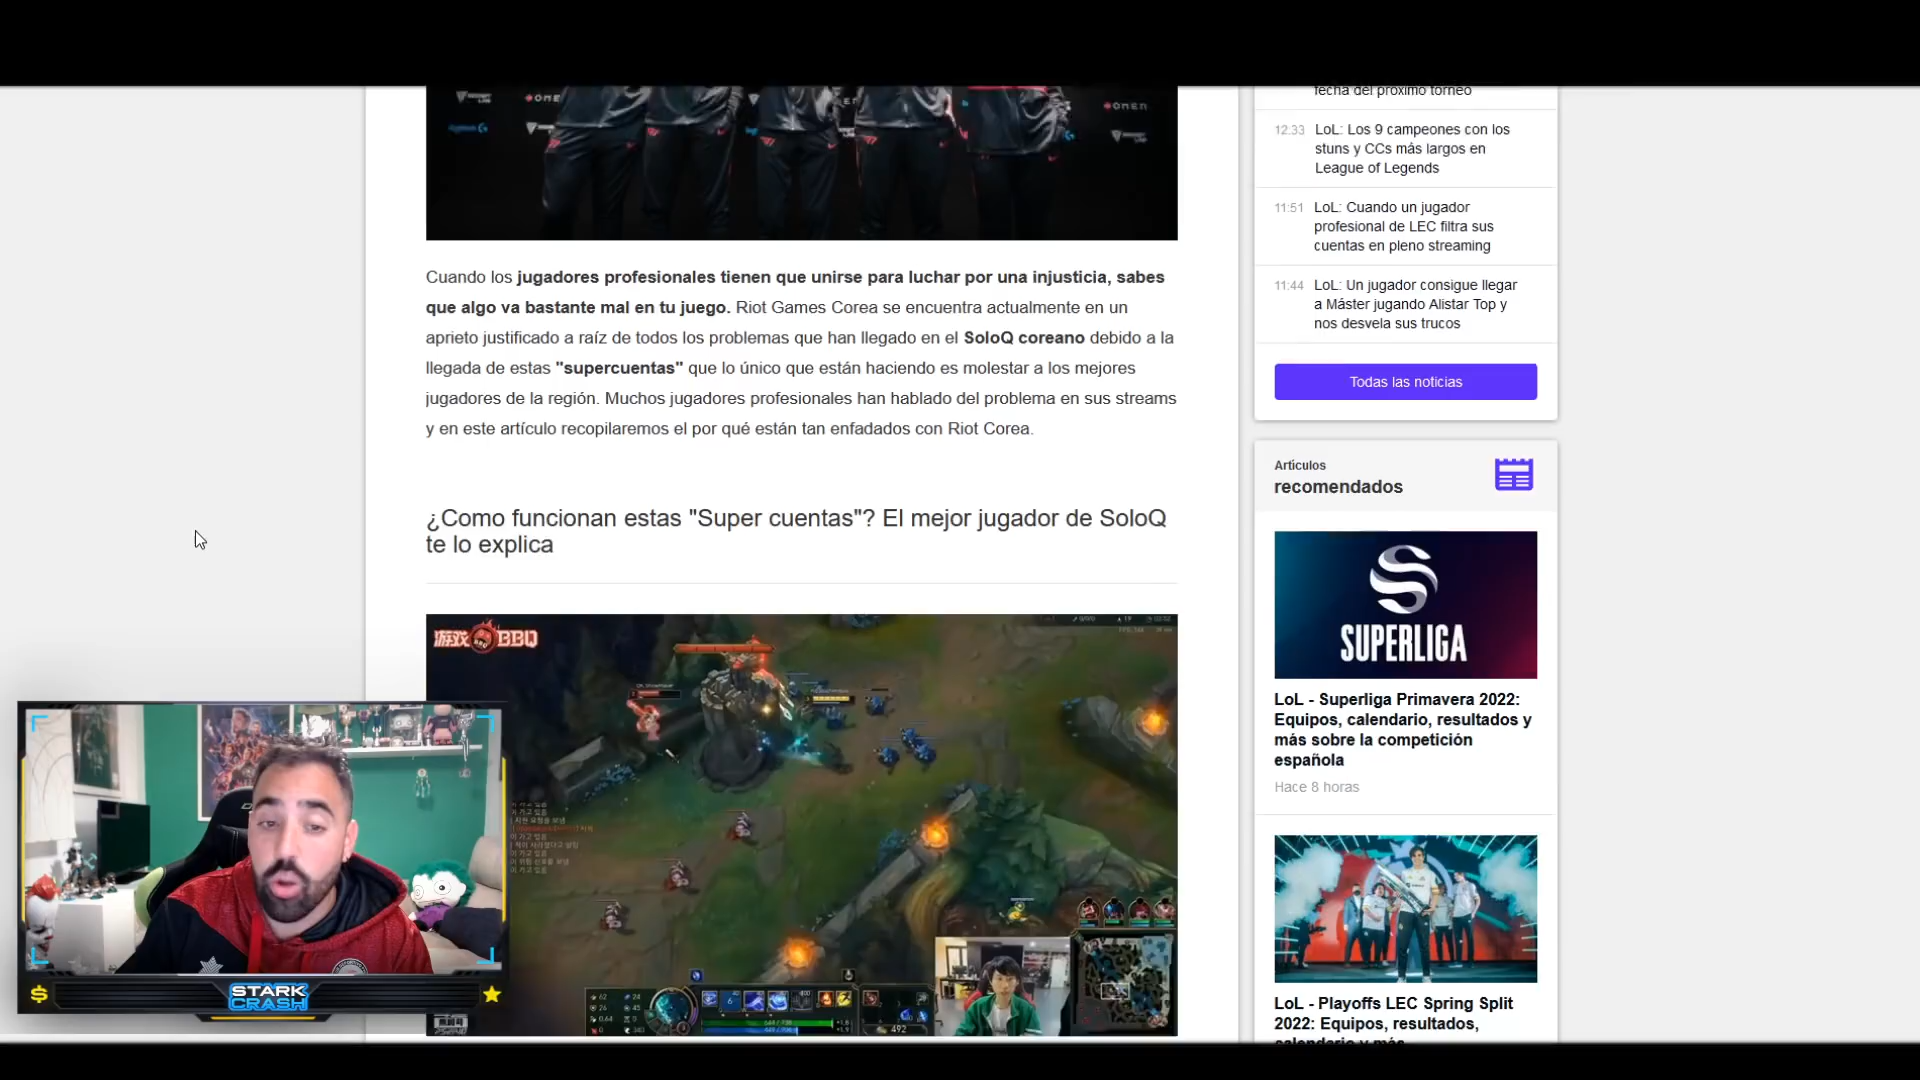 OMEN
OMEN
fecha del próximo torneo
12:33 LoL: Los 9 campeones con los
stuns y CCs más largos en
League of Legends
11:51 LoL: Cuando un jugador
profesional de LEC filtra sus
cuentas en pleno streaming
11:44 LoL: Un jugador consigue llegar
a Máster jugando Alistar Top y
nos desvela sus trucos
Todas las noticias
Cuando los jugadores profesionales tienen que unirse para luchar por una injusticia, sabes
que algo va bastante mal en tu juego. Riot Games Corea se encuentra actualmente en un
aprieto justificado a raíz de todos los problemas que han llegado en el SoloQ coreano debido a la
llegada de estas "supercuentas" que lo único que están haciendo es molestar a los mejores
jugadores de la región. Muchos jugadores profesionales han hablado del problema en sus streams
y en este artículo recopilaremos el por qué están tan enfadados con Riot Corea.
¿Como funcionan estas "Super cuentas"? El mejor jugador de SoloQ
te lo explica
游戏 BBQ
492
STARK
CRASH
Artículos
recomendados
SUPERLIGA
LoL - Superliga Primavera 2022:
Equipos, calendario, resultados y
más sobre la competición
española
Hace 8 horas
LoL - Playoffs LEC Spring Split
2022: Equipos, resultados,
calendario y más